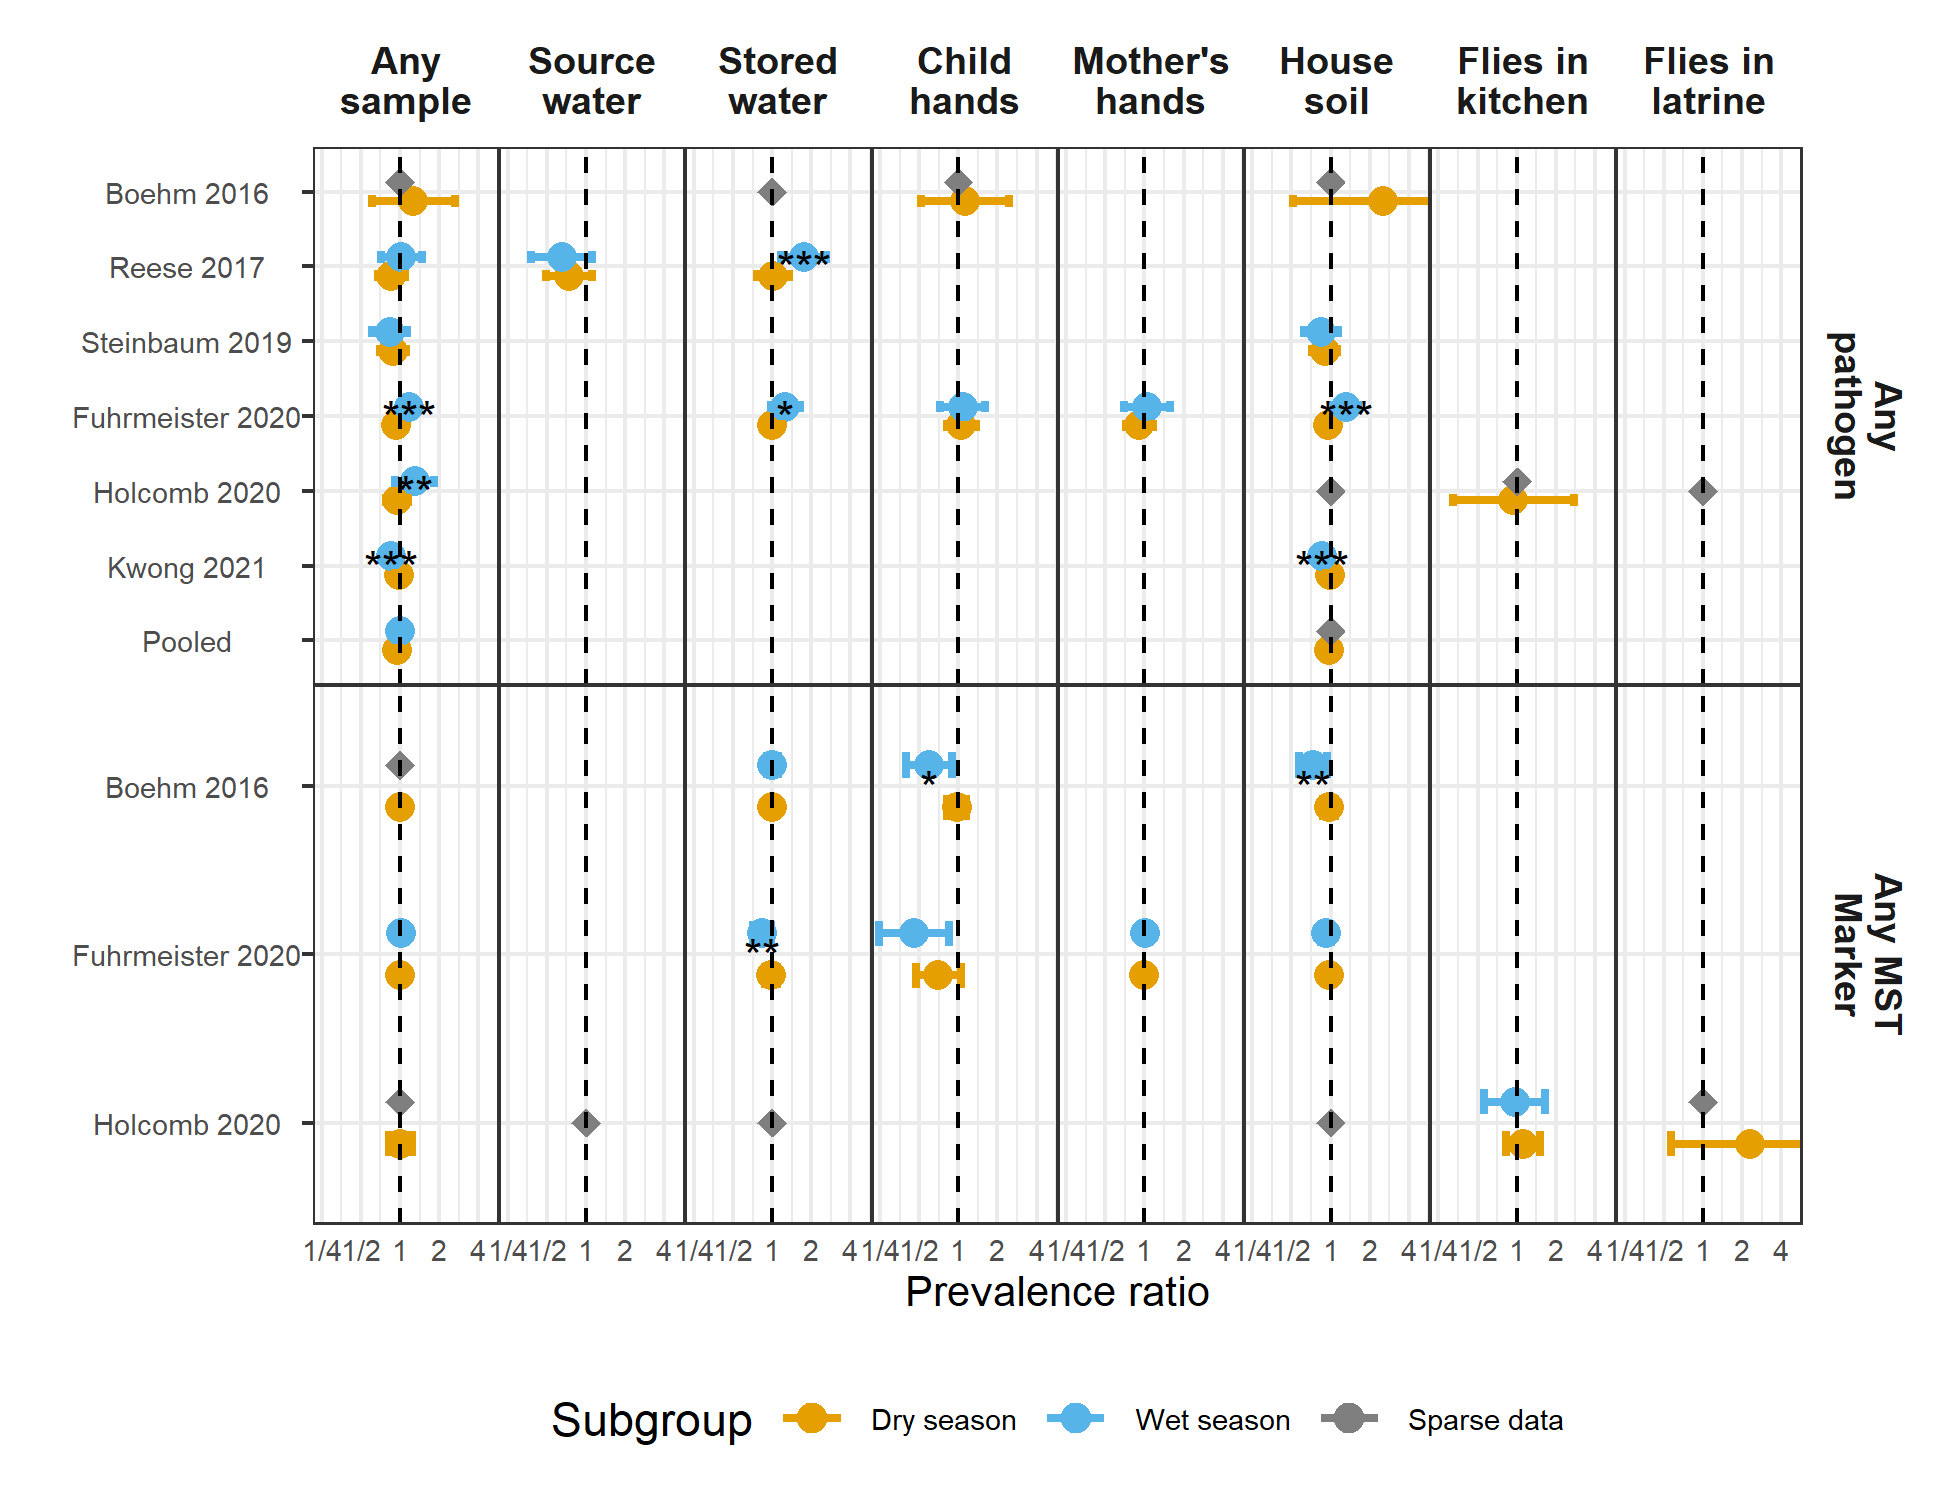 Any sample
Source water
Stored water
Child hands
Mother's hands
House soil
Flies in kitchen
Flies in latrine
Boehm 2016
***
Reese 2017
Steinbaum 2019
*** * ***
Fuhrmeister 2020
**
Holcomb 2020
*** ***
Kwong 2021
Pooled
Any pathogen
* **
Boehm 2016
**
Fuhrmeister 2020
Holcomb 2020
Any MST Marker
1/4 1/2 1 2 4 1/4 1/2 1 2 4 1/4 1/2 1 2 4 1/4 1/2 1 2 4 1/4 1/2 1 2 4 1/4 1/2 1 2 4 1/4 1/2 1 2 4 1/4 1/2 1 2 4
Prevalence ratio
Subgroup Dry season Wet season Sparse data